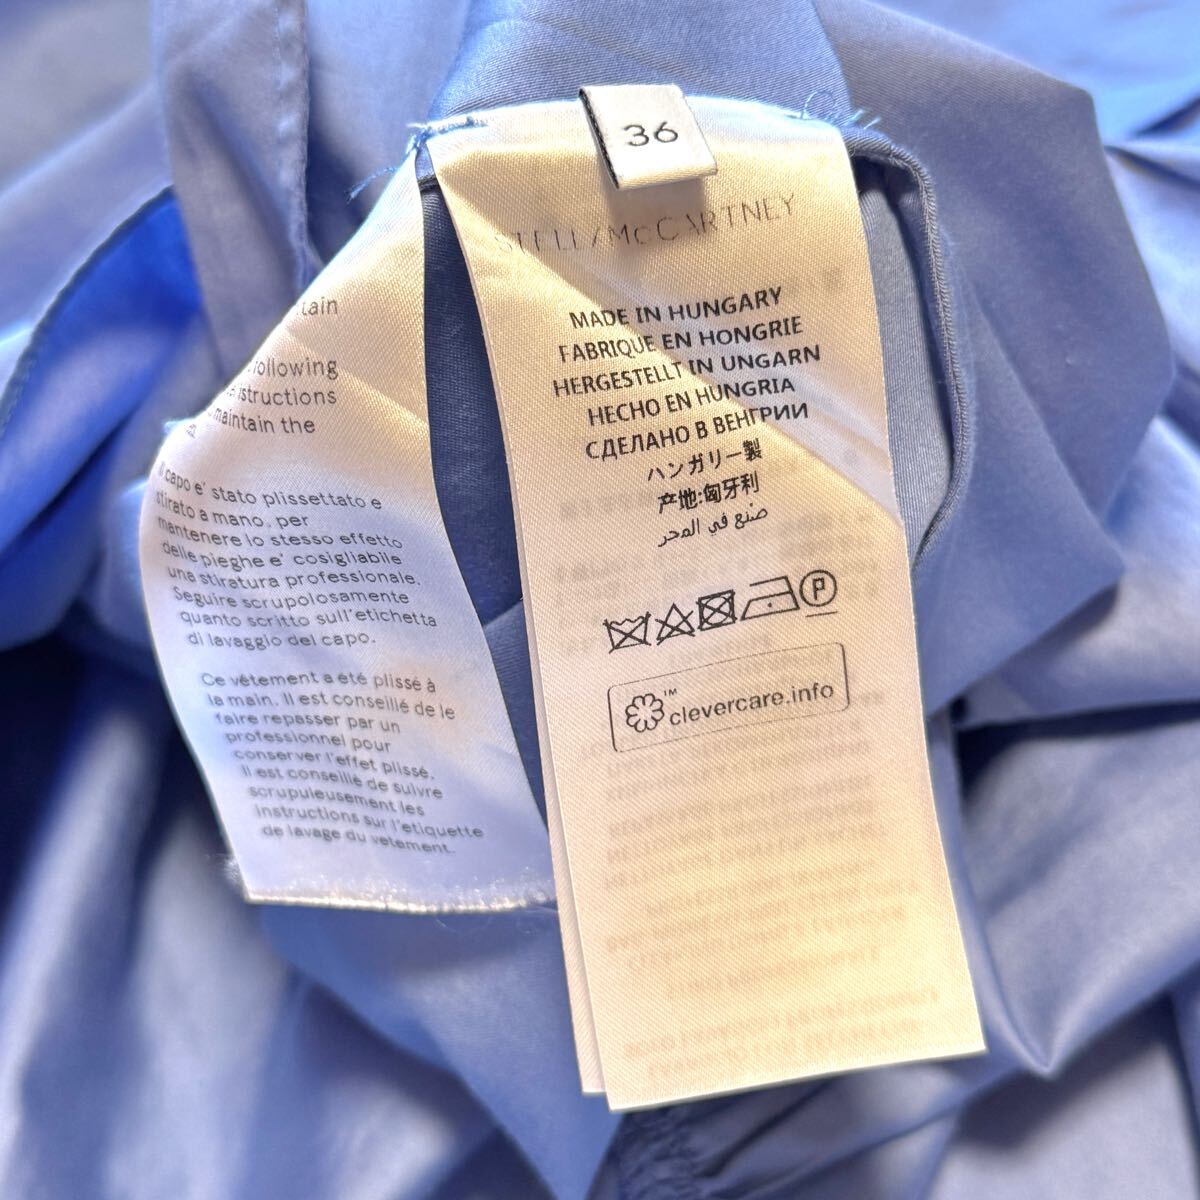 36
STELLA McCARTNEY
MADE IN HUNGARY
FABRIQUE EN HONGRIE
HERGESTELLT IN UNGARN
HECHO EN HUNGRIA
СДЕЛАНО В ВЕНГРИИ
ハンガリー製
产地:匈牙利
صنع في المجر
P
™
clevercare.info
following
maintain the
capo e' stato plissettato e
stirato a mano, per
mantenere lo stesso effetto
delle pieghe e' cosigliabile
una stiratura professionale.
Seguire scrupolosamente
quanto scritto sull'etichetta
di lavaggio del capo.
Ce vêtement a été plissé à
la main. Il est conseillé de le
faire repasser par un
professionnel pour
conserver l'effet plissé.
Il est conseillé de suivre
scrupuleusement les
instructions sur l'etiquette
de lavage du vetement.